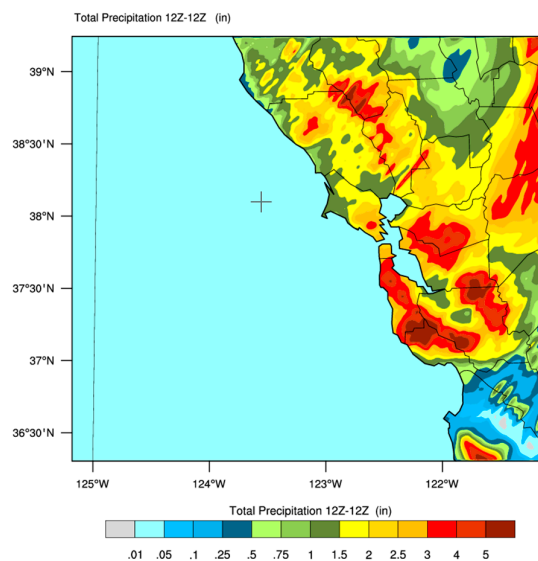 Total Precipitation 12Z-12Z (in)
39°N
38°30'N
38°N
37°30'N
37°N
36°30'N
125°W 124°W 123°W 122°W
Total Precipitation 12Z-12Z (in)
.01 .05 .1 .25 .5 .75 1 1.5 2 2.5 3 4 5